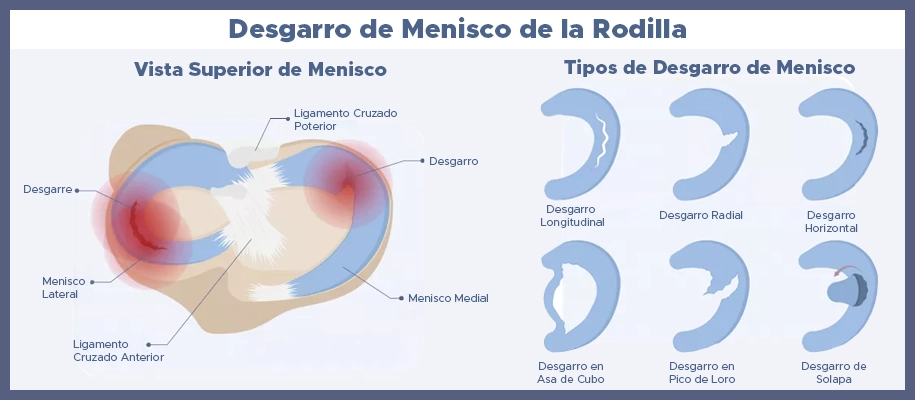 Desgarro de Menisco de la Rodilla
Vista Superior de Menisco
Tipos de Desgarro de Menisco
Ligamento Cruzado
Poterior
Desgarro
Desgarre
Menisco
Lateral
Menisco Medial
Ligamento
Cruzado Anterior
Desgarro
Longitudinal
Desgarro Radial
Desgarro
Horizontal
Desgarro en
Asa de Cubo
Desgarro en
Pico de Loro
Desgarro de
Solapa